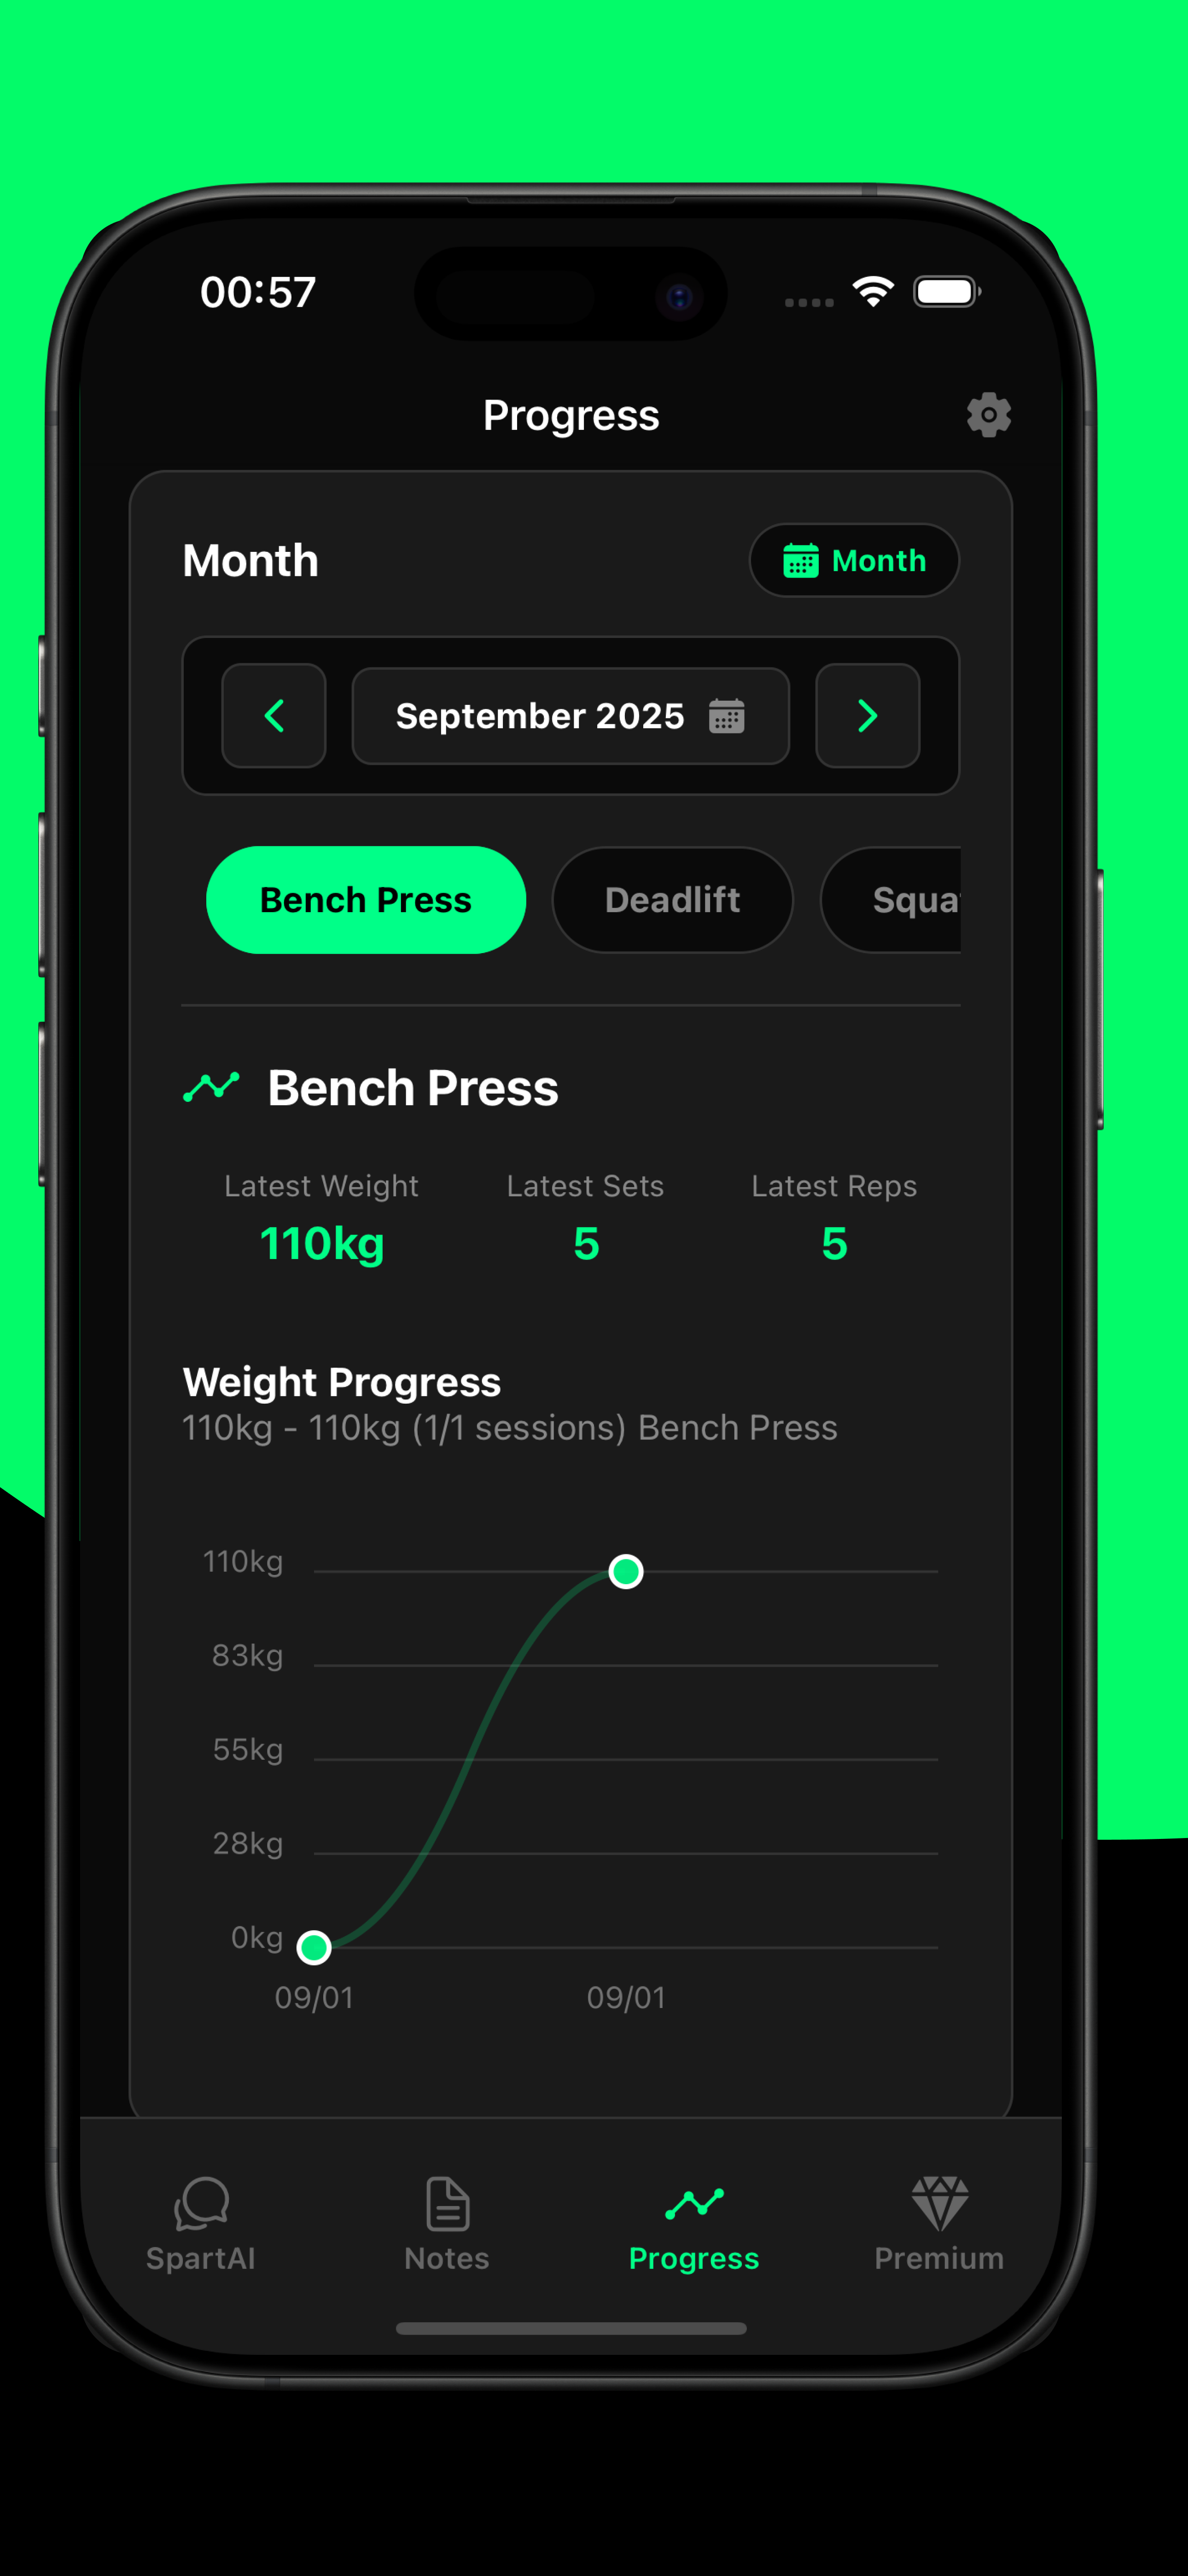 00:57
Progress
Month
Month
September 2025
Bench Press
Deadlift
Squa
Bench Press
Latest Weight
Latest Sets
Latest Reps
110kg
5
5
Weight Progress
110kg - 110kg (1/1 sessions) Bench Press
110kg
83kg
55kg
28kg
0kg
09/01
09/01
SpartAI
Notes
Progress
Premium